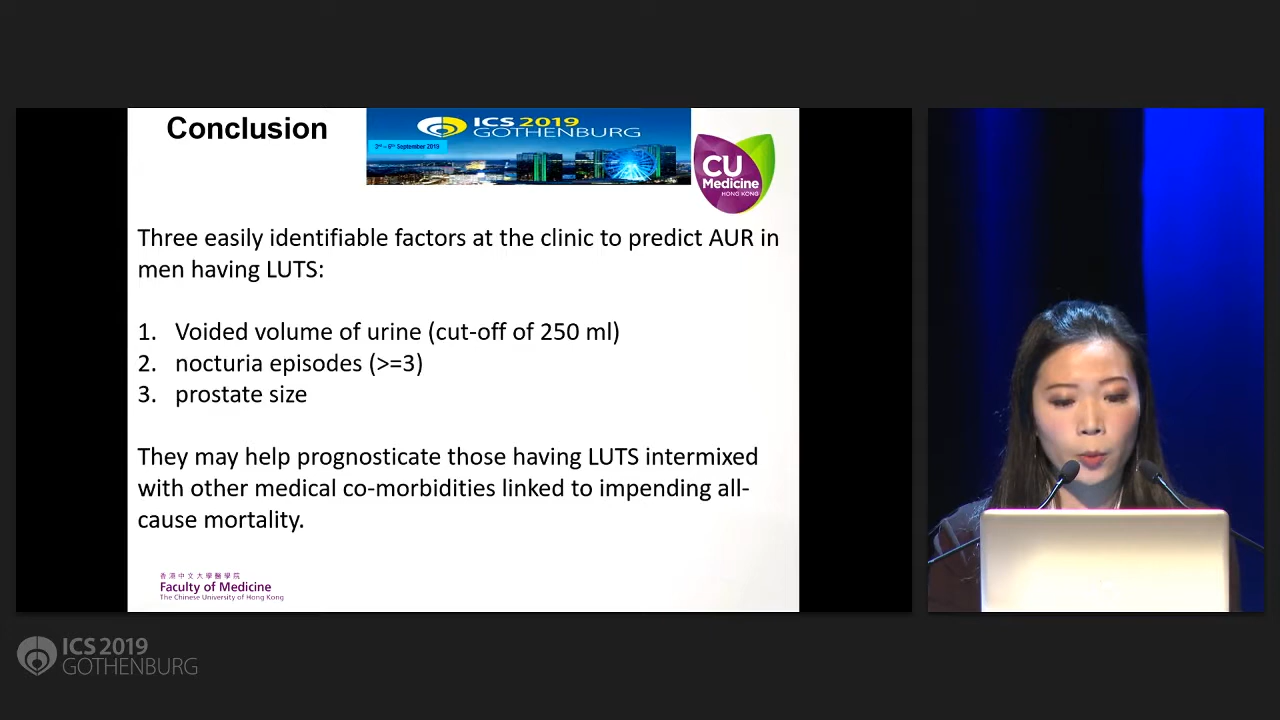 Conclusion
ICS 2019
GOTHENBURG
2nd – 6th September 2019
CU
Medicine
HONG KONG
Three easily identifiable factors at the clinic to predict AUR in
men having LUTS:
1. Voided volume of urine (cut-off of 250 ml)
2. nocturia episodes (>=3)
3. prostate size
They may help prognosticate those having LUTS intermixed
with other medical co-morbidities linked to impending all-
cause mortality.
香港中文大學醫學院
Faculty of Medicine
The Chinese University of Hong Kong
ICS 2019
GOTHENBURG